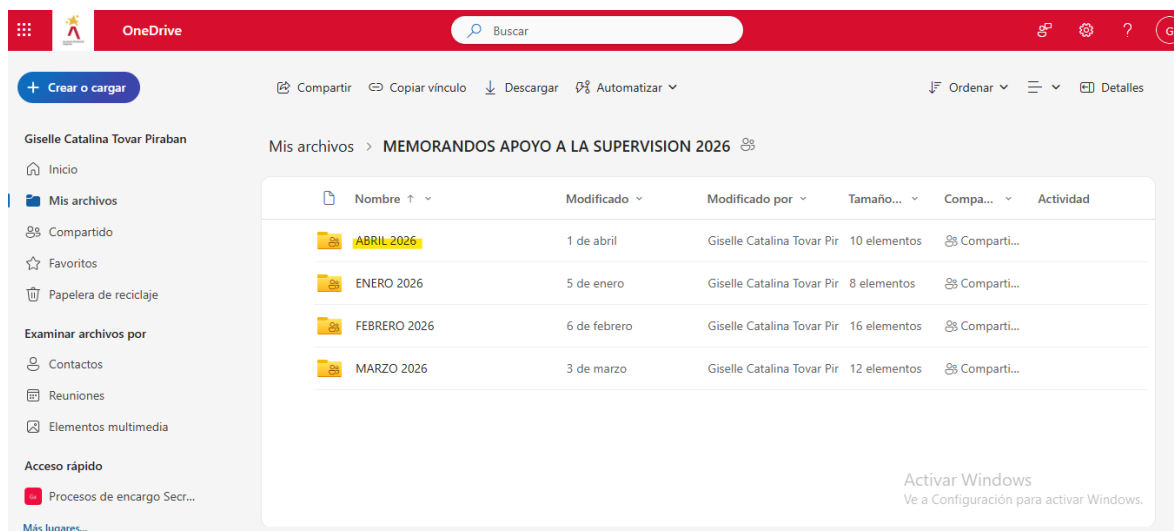 OneDrive
Buscar
Crear o cargar
Compartir Copiar vínculo Descargar Automatizar Ordenar Detalles
Giselle Catalina Tovar Piraban
Inicio
Mis archivos
Compartido
Favoritos
Papelera de reciclaje
Examinar archivos por
Contactos
Reuniones
Elementos multimedia
Acceso rápido
Procesos de encargo Secr...
Más lugares...
Mis archivos > MEMORANDOS APOYO A LA SUPERVISION 2026
Nombre Modificado Modificado por Tamaño... Compa... Actividad
ABRIL 2026 1 de abril Giselle Catalina Tovar Pir 10 elementos Comparti...
ENERO 2026 5 de enero Giselle Catalina Tovar Pir 8 elementos Comparti...
FEBRERO 2026 6 de febrero Giselle Catalina Tovar Pir 16 elementos Comparti...
MARZO 2026 3 de marzo Giselle Catalina Tovar Pir 12 elementos Comparti...
Activar Windows
Ve a Configuración para activar Windows.